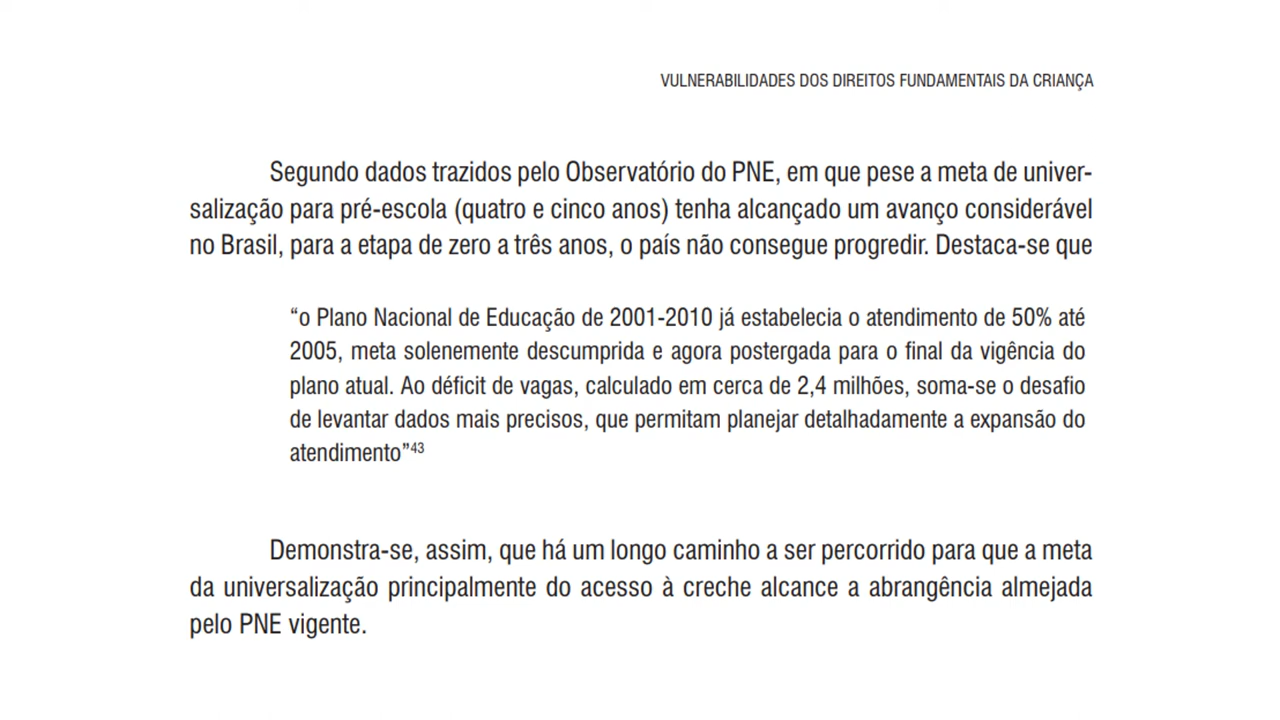 VULNERABILIDADES DOS DIREITOS FUNDAMENTAIS DA CRIANÇA
Segundo dados trazidos pelo Observatório do PNE, em que pese a meta de univer-
salização para pré-escola (quatro e cinco anos) tenha alcançado um avanço considerável
no Brasil, para a etapa de zero a três anos, o país não consegue progredir. Destaca-se que
“o Plano Nacional de Educação de 2001-2010 já estabelecia o atendimento de 50% até
2005, meta solenemente descumprida e agora postergada para o final da vigência do
plano atual. Ao déficit de vagas, calculado em cerca de 2,4 milhões, soma-se o desafio
de levantar dados mais precisos, que permitam planejar detalhadamente a expansão do
atendimento”⁴³
Demonstra-se, assim, que há um longo caminho a ser percorrido para que a meta
da universalização principalmente do acesso à creche alcance a abrangência almejada
pelo PNE vigente.